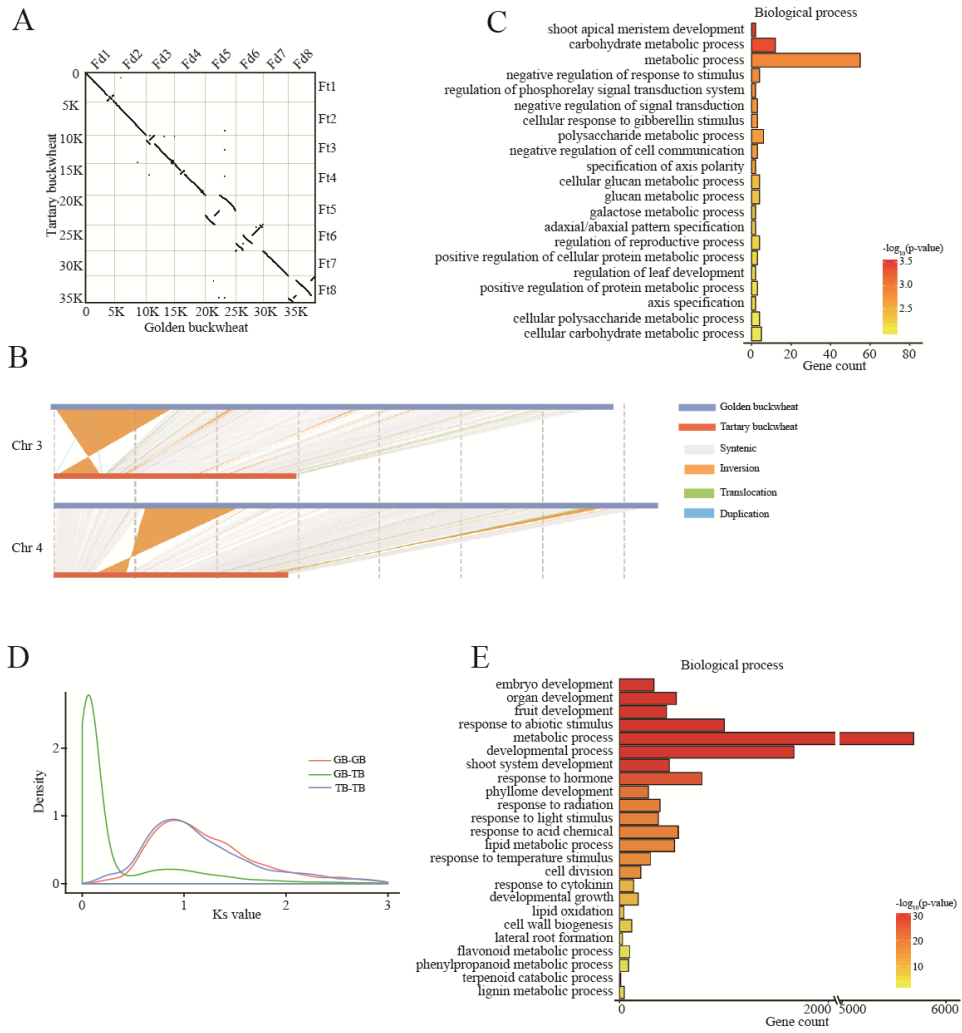 A
Fd1 Fd2 Fd3 Fd4 Fd5 Fd6 Fd7 Fd8
0
5K
10K
15K
20K
25K
30K
35K
Tartary buckwheat
Ft1
Ft2
Ft3
Ft4
Ft5
Ft6
Ft7
Ft8
0 5K 10K 15K 20K 25K 30K 35K
Golden buckwheat
C
Biological process
shoot apical meristem development
carbohydrate metabolic process
metabolic process
negative regulation of response to stimulus
regulation of phosphorelay signal transduction system
negative regulation of signal transduction
cellular response to gibberellin stimulus
polysaccharide metabolic process
negative regulation of cell communication
specification of axis polarity
cellular glucan metabolic process
glucan metabolic process
galactose metabolic process
adaxial/abaxial pattern specification
regulation of reproductive process
positive regulation of cellular protein metabolic process
regulation of leaf development
positive regulation of protein metabolic process
axis specification
cellular polysaccharide metabolic process
cellular carbohydrate metabolic process
-log10(p-value)
3.5
3.0
2.5
0 20 40 60 80
Gene count
B
Chr 3
Chr 4
Golden buckwheat
Tartary buckwheat
Syntenic
Inversion
Translocation
Duplication
D
Density
2
1
0
GB-GB
GB-TB
TB-TB
0 1 2 3
Ks value
E
Biological process
embryo development
organ development
fruit development
response to abiotic stimulus
metabolic process
developmental process
shoot system development
response to hormone
phyllome development
response to radiation
response to light stimulus
response to acid chemical
lipid metabolic process
response to temperature stimulus
cell division
response to cytokinin
developmental growth
lipid oxidation
cell wall biogenesis
lateral root formation
flavonoid metabolic process
phenylpropanoid metabolic process
terpenoid catabolic process
lignin metabolic process
-log10(p-value)
30
20
10
0 2000 5000 6000
Gene count